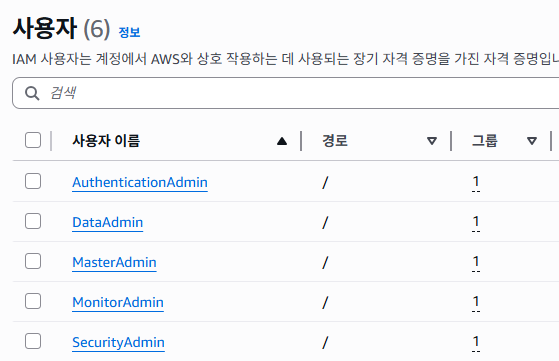 사용자 (6) 정보
IAM 사용자는 계정에서 AWS와 상호 작용하는 데 사용되는 장기 자격 증명을 가진 자격 증명입니
검색
사용자 이름 경로 그룹
AuthenticationAdmin / 1
DataAdmin / 1
MasterAdmin / 1
MonitorAdmin / 1
SecurityAdmin / 1